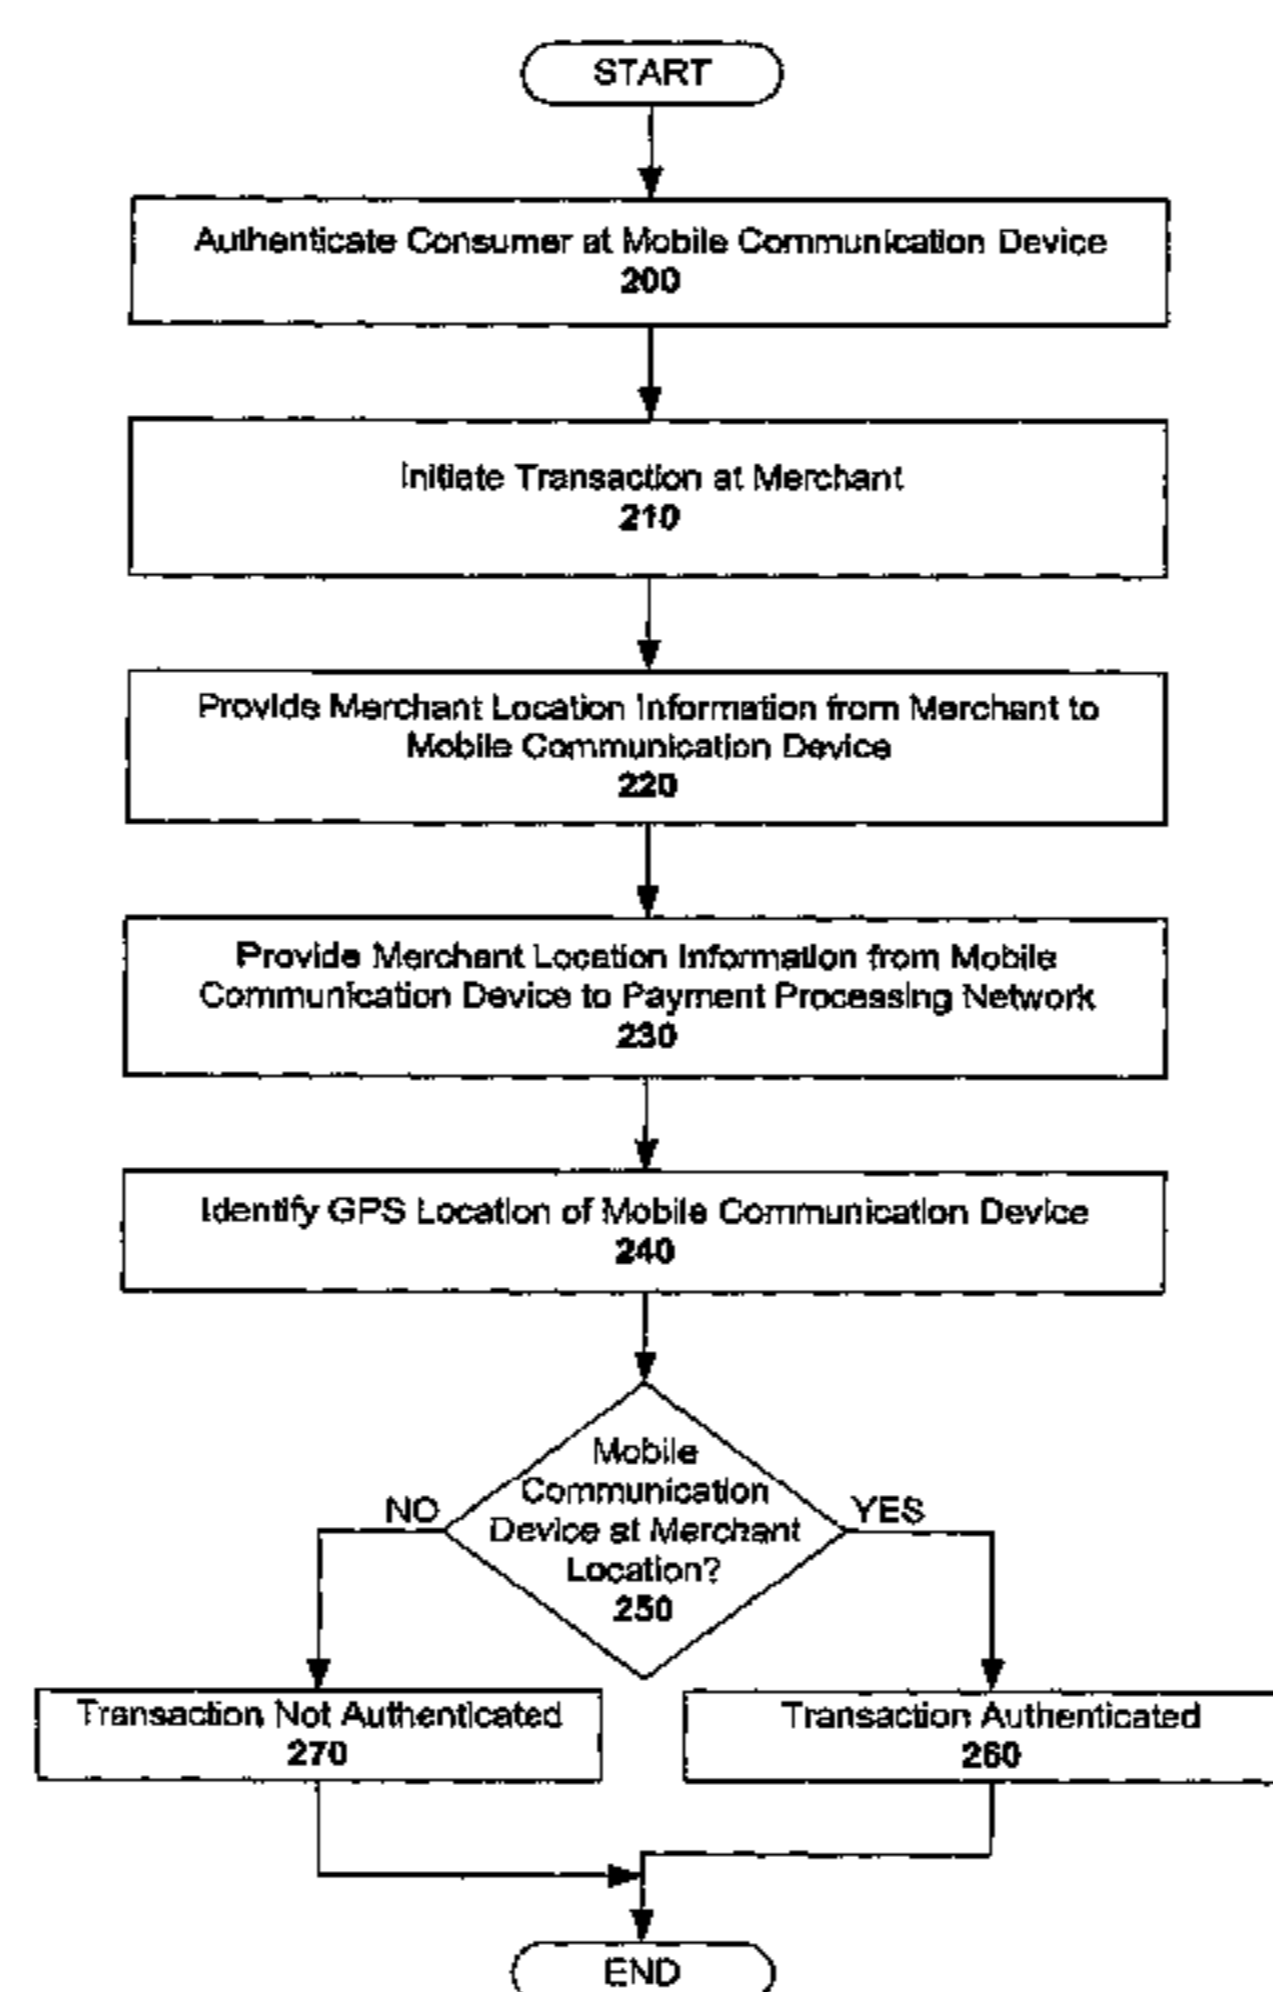 START
Authenticate Consumer at Mobile Communication Device
200
Initiate Transaction at Merchant
210
Provide Merchant Location Information from Merchant to
Mobile Communication Device
220
Provide Merchant Location Information from Mobile
Communication Device to Payment Processing Network
230
Identify GPS Location of Mobile Communication Device
240
Mobile
Communication
Device at Merchant
Location?
250
NO
YES
Transaction Not Authenticated
270
Transaction Authenticated
260
END